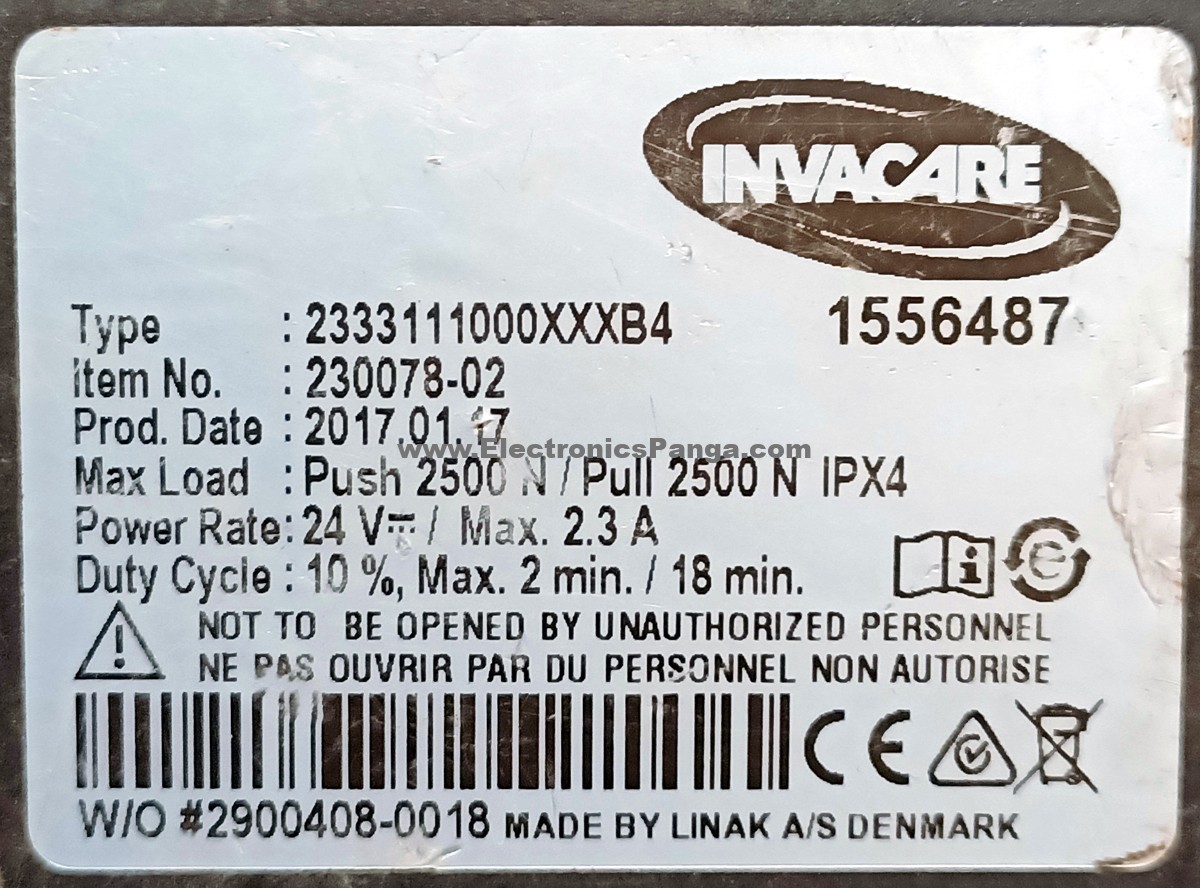 INVACARE
Type : 2333111000XXXB4 1556487
Item No. : 230078-02
Prod. Date : 2017.01.17
www.ElectronicsPanga.com
Max Load : Push 2500 N / Pull 2500 N IPX4
Power Rate: 24 V⎓ / Max. 2.3 A
Duty Cycle : 10 %, Max. 2 min. / 18 min.
NOT TO BE OPENED BY UNAUTHORIZED PERSONNEL
NE PAS OUVRIR PAR DU PERSONNEL NON AUTORISE
CE
W/O #2900408-0018 MADE BY LINAK A/S DENMARK